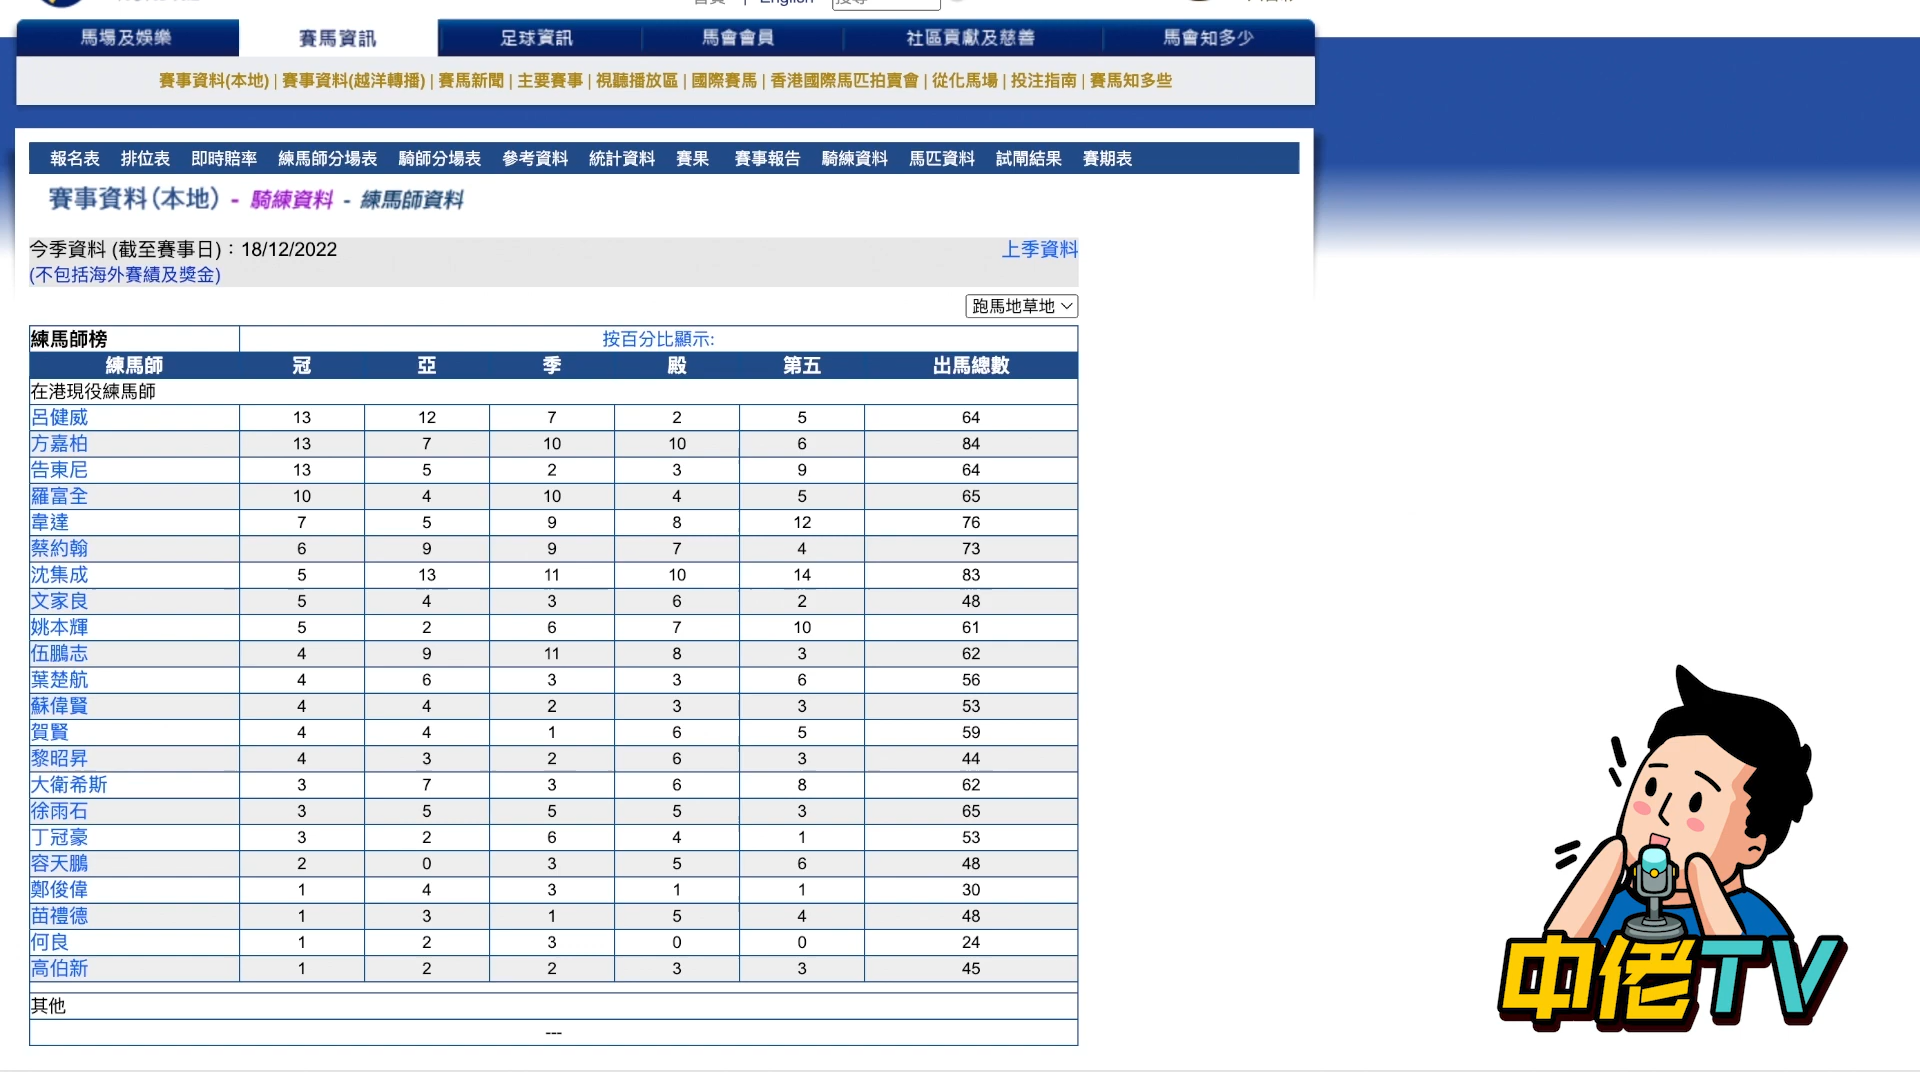 English
馬場及娛樂 賽馬資訊 足球資訊 馬會會員 社區貢獻及慈善 馬會知多少
賽事資料(本地) | 賽事資料(越洋轉播) | 賽馬新聞 | 主要賽事 | 視聽播放區 | 國際賽馬 | 香港國際馬匹拍賣會 | 從化馬場 | 投注指南 | 賽馬知多些
報名表 排位表 即時賠率 練馬師分場表 騎師分場表 參考資料 統計資料 賽果 賽事報告 騎練資料 馬匹資料 試閘結果 賽期表
賽事資料(本地) - 騎練資料 - 練馬師資料
今季資料 (截至賽事日)：18/12/2022 上季資料
(不包括海外賽績及獎金)
跑馬地草地
練馬師榜 按百分比顯示:
練馬師 冠 亞 季 殿 第五 出馬總數
在港現役練馬師
呂健威 13 12 7 2 5 64
方嘉柏 13 7 10 10 6 84
告東尼 13 5 2 3 9 64
羅富全 10 4 10 4 5 65
韋達 7 5 9 8 12 76
蔡約翰 6 9 9 7 4 73
沈集成 5 13 11 10 14 83
文家良 5 4 3 6 2 48
姚本輝 5 2 6 7 10 61
伍鵬志 4 9 11 8 3 62
葉楚航 4 6 3 3 6 56
蘇偉賢 4 4 2 3 3 53
賀賢 4 4 1 6 5 59
黎昭昇 4 3 2 6 3 44
大衛希斯 3 7 3 6 8 62
徐雨石 3 5 5 5 3 65
丁冠豪 3 2 6 4 1 53
容天鵬 2 0 3 5 6 48
鄭俊偉 1 4 3 1 1 30
苗禮德 1 3 1 5 4 48
何良 1 2 3 0 0 24
高伯新 1 2 2 3 3 45
其他
---
中佬TV